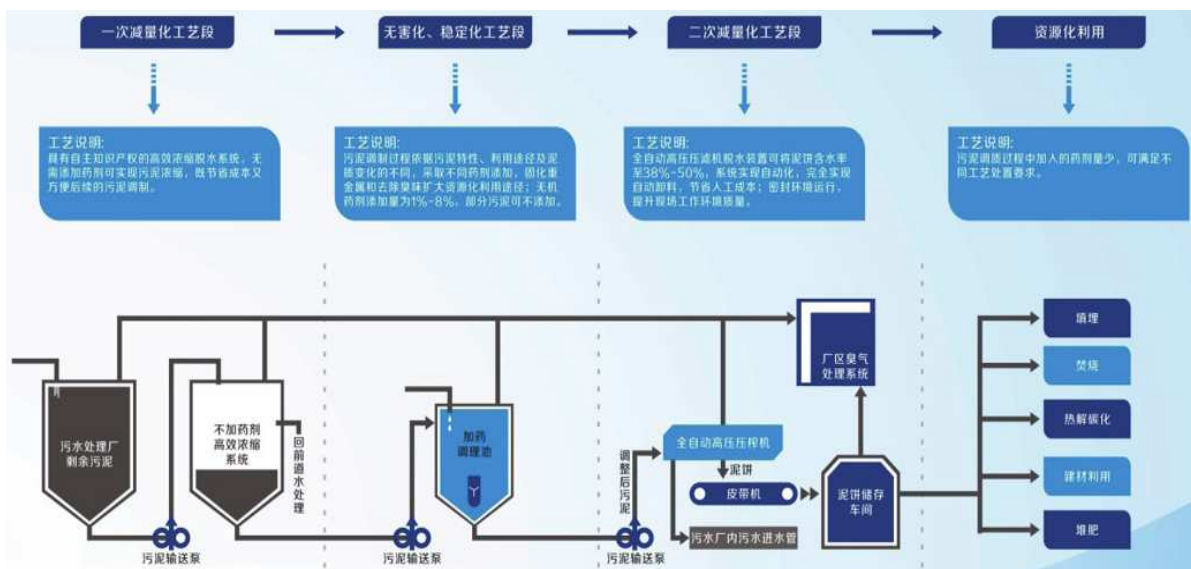 一次减量化工艺段
无害化、稳定化工艺段
二次减量化工艺段
资源化利用
工艺说明:
具有自主知识产权的高效浓缩脱水系统，无
需添加药剂可实现污泥浓缩，既节省成本又
方便后续的污泥调制。
工艺说明:
污泥调制过程依据污泥特性、利用途径及泥
质变化的不同，采取不同药剂添加，固化重
金属和去除臭味扩大资源化利用途径；无机
药剂添加量为1%-8%，部分污泥可不添加。
工艺说明:
全自动高压压滤机脱水装置可将泥饼含水率
至38%~50%，系统实现自动化，完全实现
自动卸料，节省人工成本；密封环境运行，
提升现场工作环境质量。
工艺说明:
污泥调质过程中加人的药剂量少，可满足不
同工艺处置要求。
污水处理厂
剩余污泥
污泥输送泵
不加药剂
高效浓缩
系统
回前道水处理
污泥输送泵
加药
调理池
调整后污泥
污泥输送泵
全自动高压压榨机
泥饼
皮带机
污水厂内污水进水管
厂区臭气
处理系统
泥饼储存
车间
填埋
焚烧
热解碳化
建材利用
堆肥